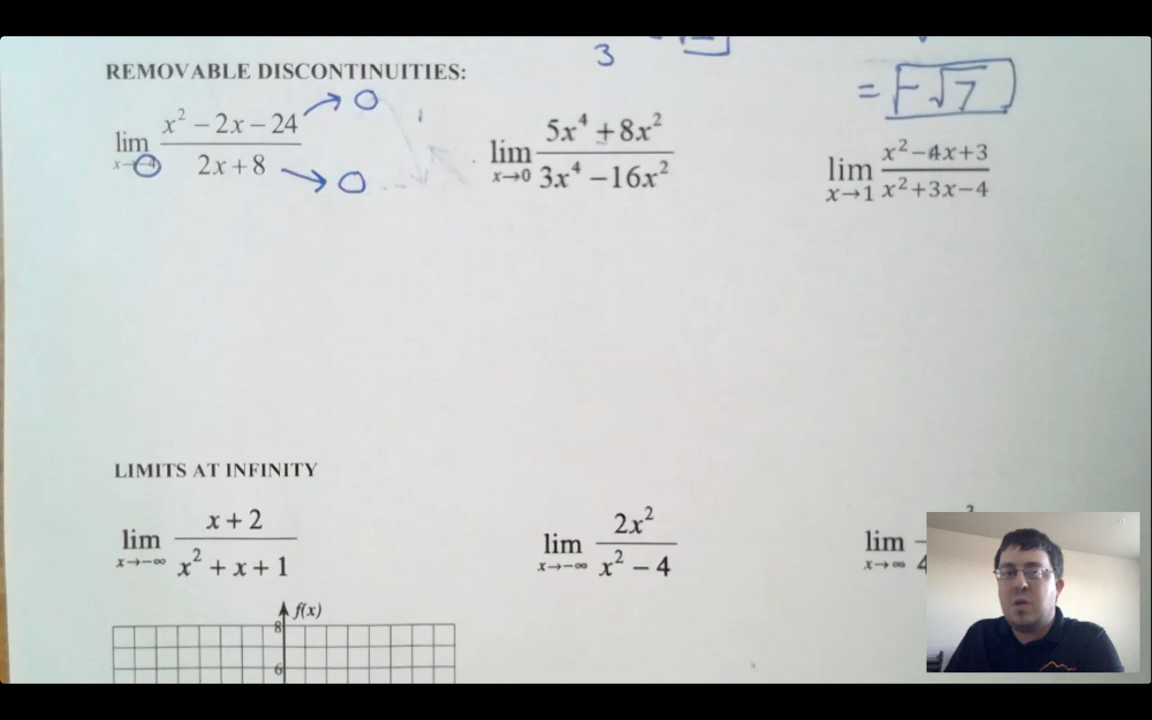 3
REMOVABLE DISCONTINUITIES:
= -√7
lim x→-4 (x² − 2x − 24)/(2x + 8) → 0 → 0
lim x→0 (5x⁴ + 8x²)/(3x⁴ − 16x²)
lim x→1 (x² − 4x + 3)/(x² + 3x − 4)
LIMITS AT INFINITY
lim x→−∞ (x + 2)/(x² + x + 1)
lim x→−∞ 2x²/(x² − 4)
lim x→∞
f(x)
8
6